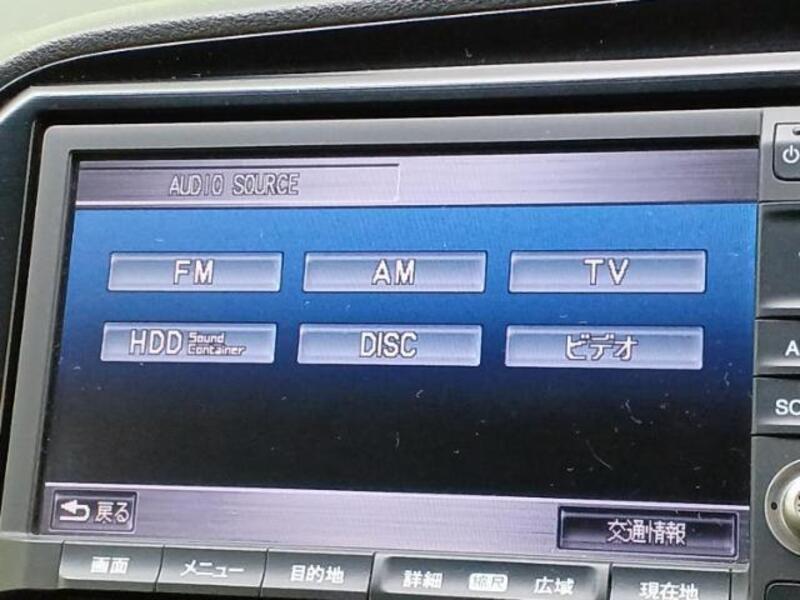 AUDIO SOURCE
FM AM TV
HDD Sound Container DISC ビデオ
戻る 交通情報
画面 メニュー 目的地 詳細 縮尺 広域 現在地